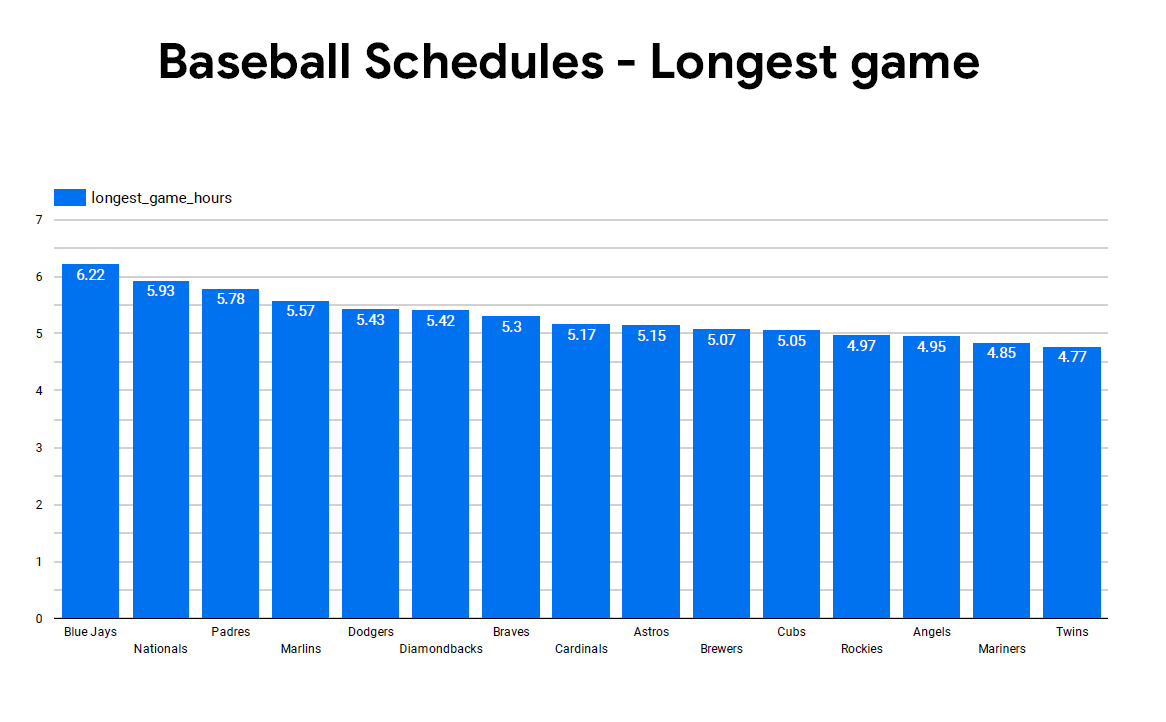 Baseball Schedules - Longest game
longest_game_hours
7
6
5
4
3
2
1
0
6.22
5.93
5.78
5.57
5.43
5.42
5.3
5.17
5.15
5.07
5.05
4.97
4.95
4.85
4.77
Blue Jays
Nationals
Padres
Marlins
Dodgers
Diamondbacks
Braves
Cardinals
Astros
Brewers
Cubs
Rockies
Angels
Mariners
Twins